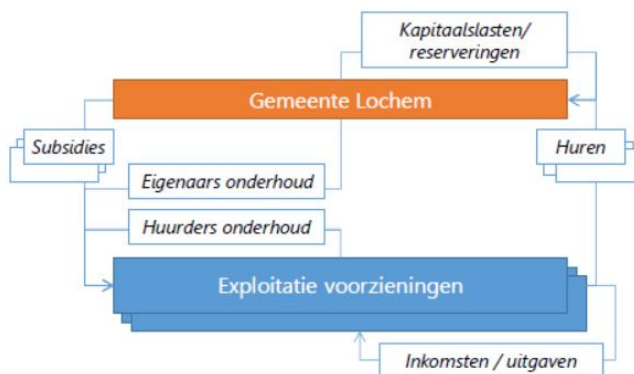 Kapitaalslasten/
reserveringen
Gemeente Lochem
Subsidies
Huren
Eigenaars onderhoud
Huurders onderhoud
Exploitatie voorzieningen
Inkomsten / uitgaven